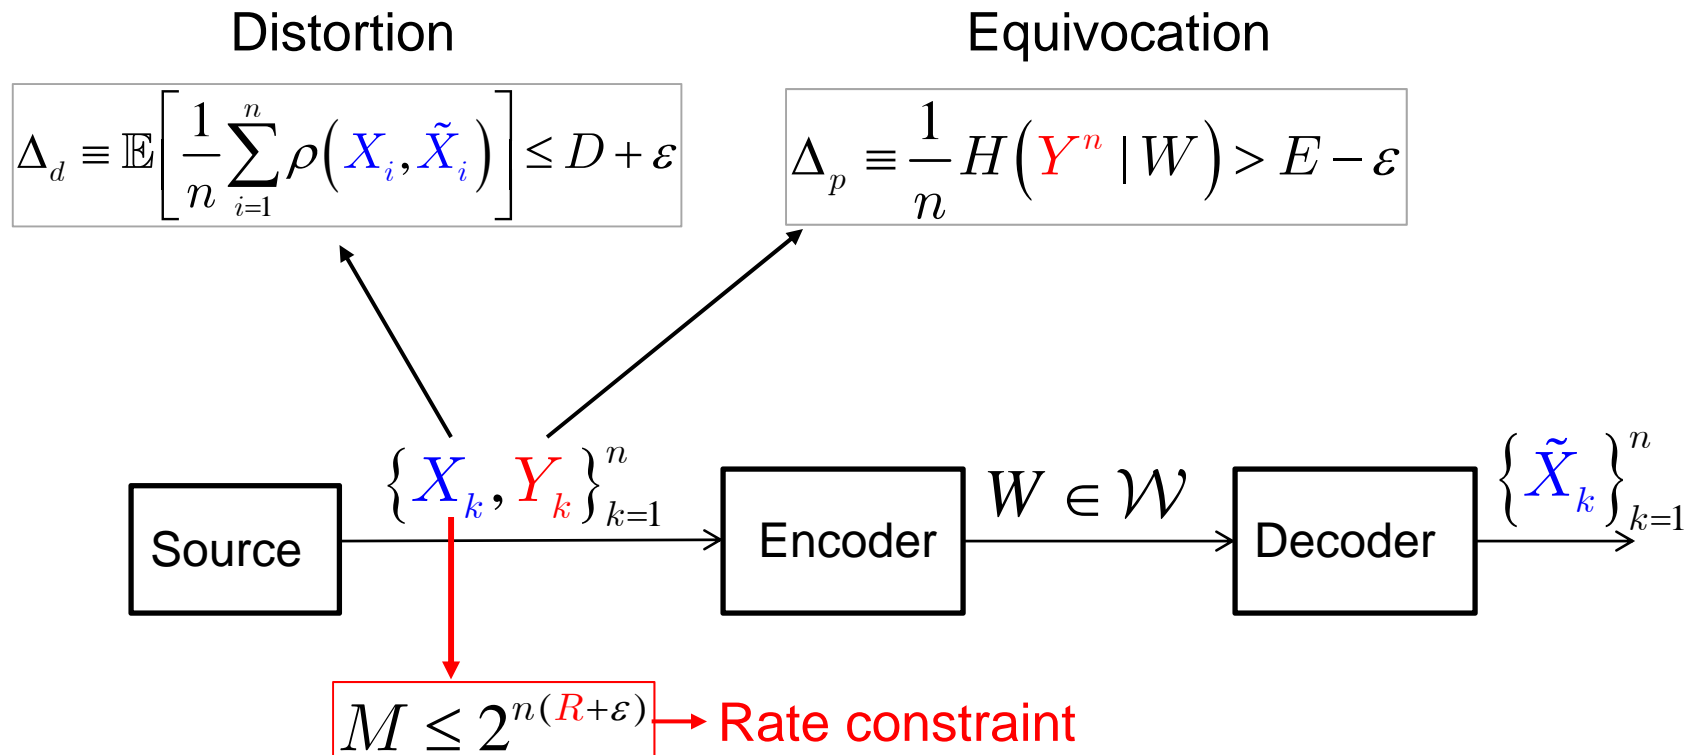 Distortion
Equivocation
Δ_d ≡ 𝔼[ 1/n ∑_{i=1}^{n} ρ( X_i, X̃_i ) ] ≤ D + ε
Δ_p ≡ 1/n H( Y^n | W ) > E − ε
{ X_k, Y_k }_{k=1}^{n}
W ∈ 𝒲
{ X̃_k }_{k=1}^{n}
Source
Encoder
Decoder
M ≤ 2^{n(R+ε)}
Rate constraint